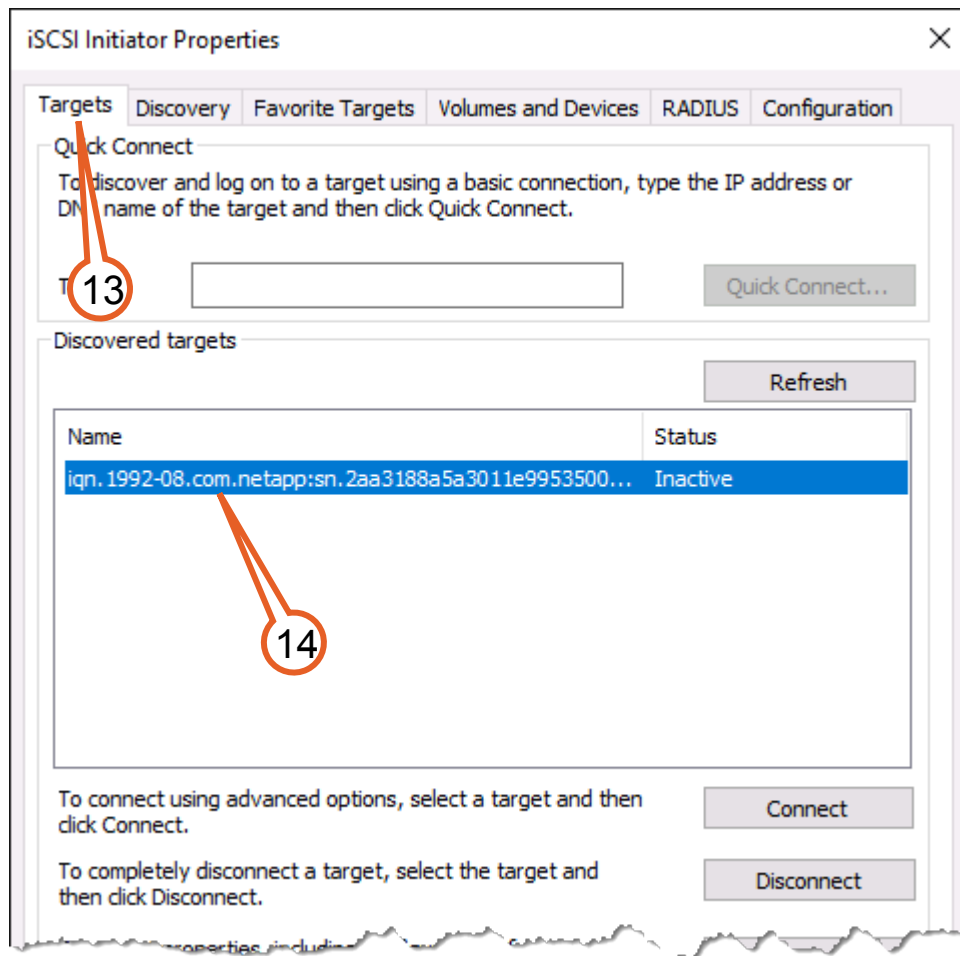 iSCSI Initiator Properties
Targets Discovery Favorite Targets Volumes and Devices RADIUS Configuration
Quick Connect
To discover and log on to a target using a basic connection, type the IP address or
name of the target and then click Quick Connect.
13
Quick Connect...
Discovered targets
Refresh
Name Status
iqn.1992-08.com.netapp:sn.2aa3188a5a3011e9953500... Inactive
14
To connect using advanced options, select a target and then
click Connect.
Connect
To completely disconnect a target, select the target and
then click Disconnect.
Disconnect